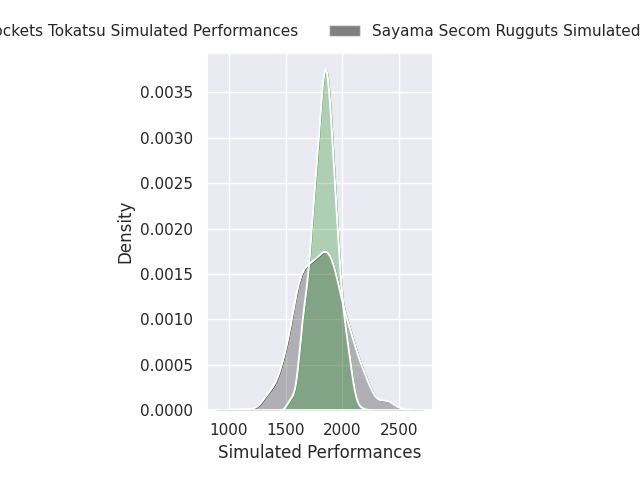 ockets Tokatsu Simulated Performances
Sayama Secom Rugguts Simulated
0.0035
0.0030
0.0025
0.0020
0.0015
0.0010
0.0005
0.0000
Density
1000 1500 2000 2500
Simulated Performances